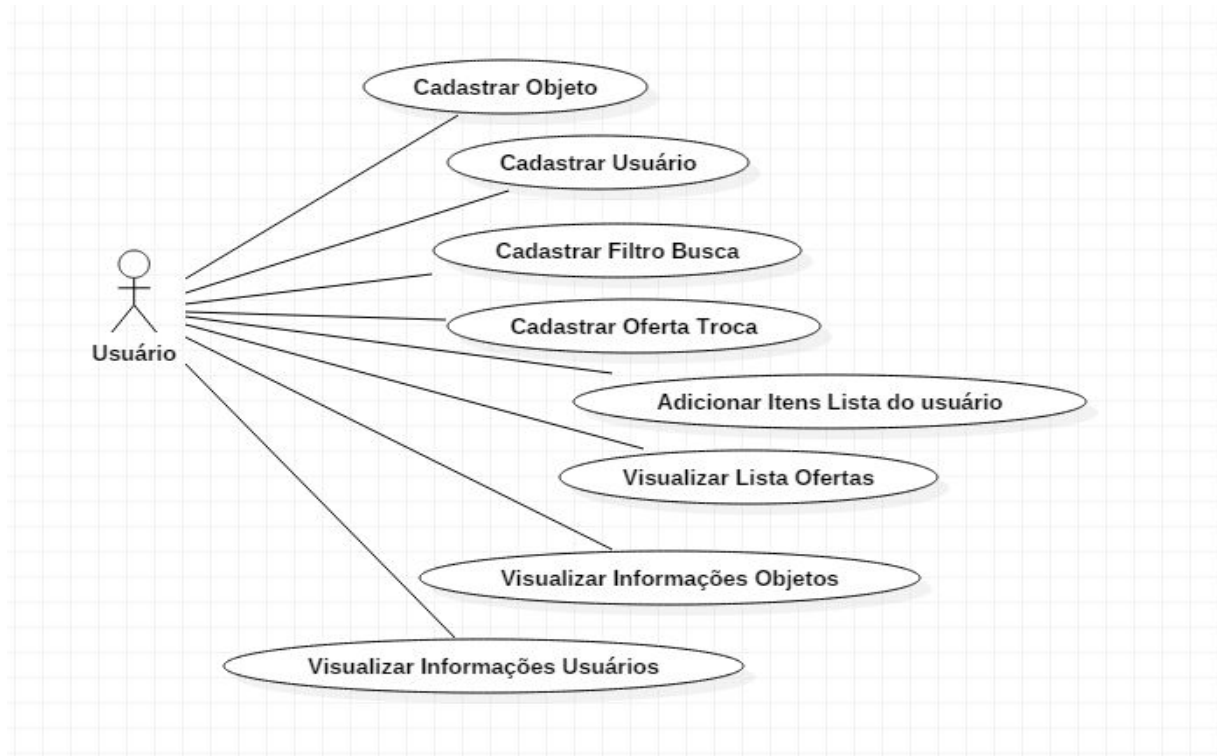 Cadastrar Objeto
Cadastrar Usuário
Cadastrar Filtro Busca
Cadastrar Oferta Troca
Usuário
Adicionar Itens Lista do usuário
Visualizar Lista Ofertas
Visualizar Informações Objetos
Visualizar Informações Usuários